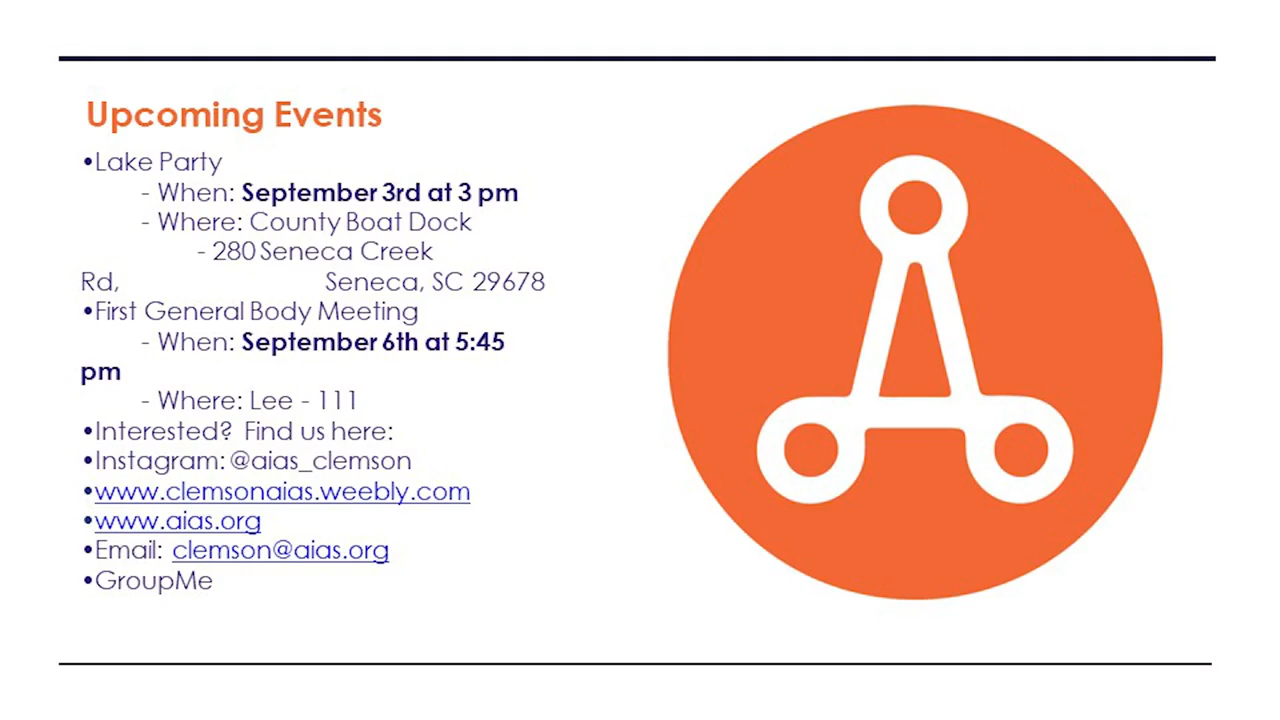 Upcoming Events
•Lake Party
- When: September 3rd at 3 pm
- Where: County Boat Dock
- 280 Seneca Creek
Rd, Seneca, SC 29678
•First General Body Meeting
- When: September 6th at 5:45
pm
- Where: Lee - 111
•Interested? Find us here:
•Instagram: @aias_clemson
•www.clemsonaias.weebly.com
•www.aias.org
•Email: clemson@aias.org
•GroupMe